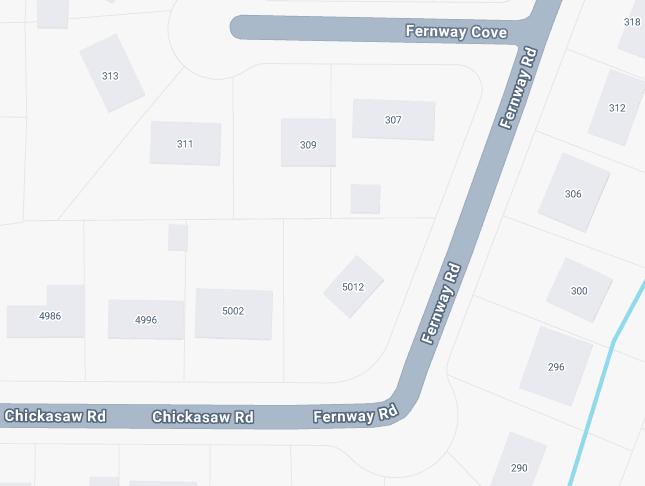 318
Fernway Cove
Fernway Rd
313
312
307
311
309
306
5012
300
Fernway Rd
5002
4986
4996
296
Chickasaw Rd
Chickasaw Rd
Fernway Rd
290